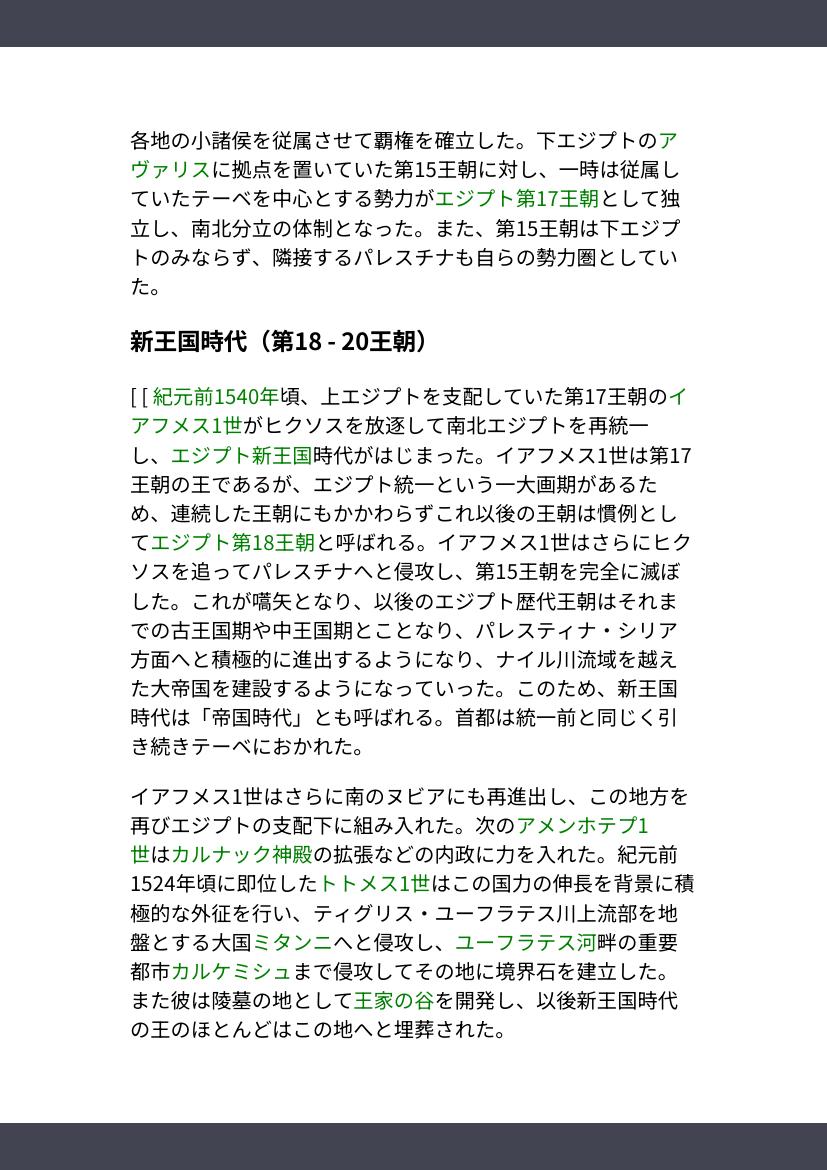 各地の小諸侯を従属させて覇権を確立した。下エジプトのア
ヴァリスに拠点を置いていた第15王朝に対し、一時は従属し
ていたテーベを中心とする勢力がエジプト第17王朝として独
立し、南北分立の体制となった。また、第15王朝は下エジプ
トのみならず、隣接するパレスチナも自らの勢力圏としてい
た。
新王国時代（第18 - 20王朝）
[ [ 紀元前1540年頃、上エジプトを支配していた第17王朝のイ
アフメス1世がヒクソスを放逐して南北エジプトを再統一
し、エジプト新王国時代がはじまった。イアフメス1世は第17
王朝の王であるが、エジプト統一という一大画期があるた
め、連続した王朝にもかかわらずこれ以後の王朝は慣例とし
てエジプト第18王朝と呼ばれる。イアフメス1世はさらにヒク
ソスを追ってパレスチナへと侵攻し、第15王朝を完全に滅ぼ
した。これが嚆矢となり、以後のエジプト歴代王朝はそれま
での古王国期や中王国期とことなり、パレスティナ・シリア
方面へと積極的に進出するようになり、ナイル川流域を越え
た大帝国を建設するようになっていった。このため、新王国
時代は「帝国時代」とも呼ばれる。首都は統一前と同じく引
き続きテーベにおかれた。
イアフメス1世はさらに南のヌビアにも再進出し、この地方を
再びエジプトの支配下に組み入れた。次のアメンホテプ1
世はカルナック神殿の拡張などの内政に力を入れた。紀元前
1524年頃に即位したトトメス1世はこの国力の伸長を背景に積
極的な外征を行い、ティグリス・ユーフラテス川上流部を地
盤とする大国ミタンニへと侵攻し、ユーフラテス河畔の重要
都市カルケミシュまで侵攻してその地に境界石を建立した。
また彼は陵墓の地として王家の谷を開発し、以後新王国時代
の王のほとんどはこの地へと埋葬された。